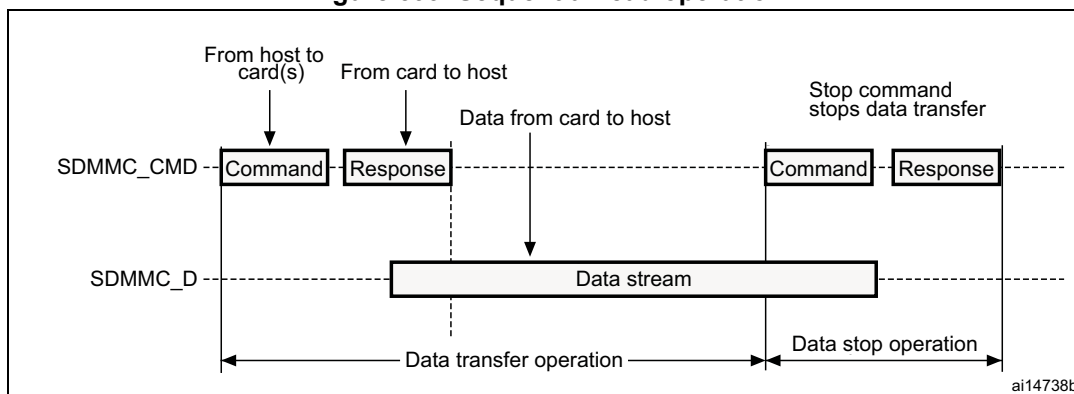 From host to
card(s)
From card to host
Data from card to host
Stop command
stops data transfer
SDMMC_CMD
Command
Response
Command
Response
SDMMC_D
Data stream
Data transfer operation
Data stop operation
ai14738b